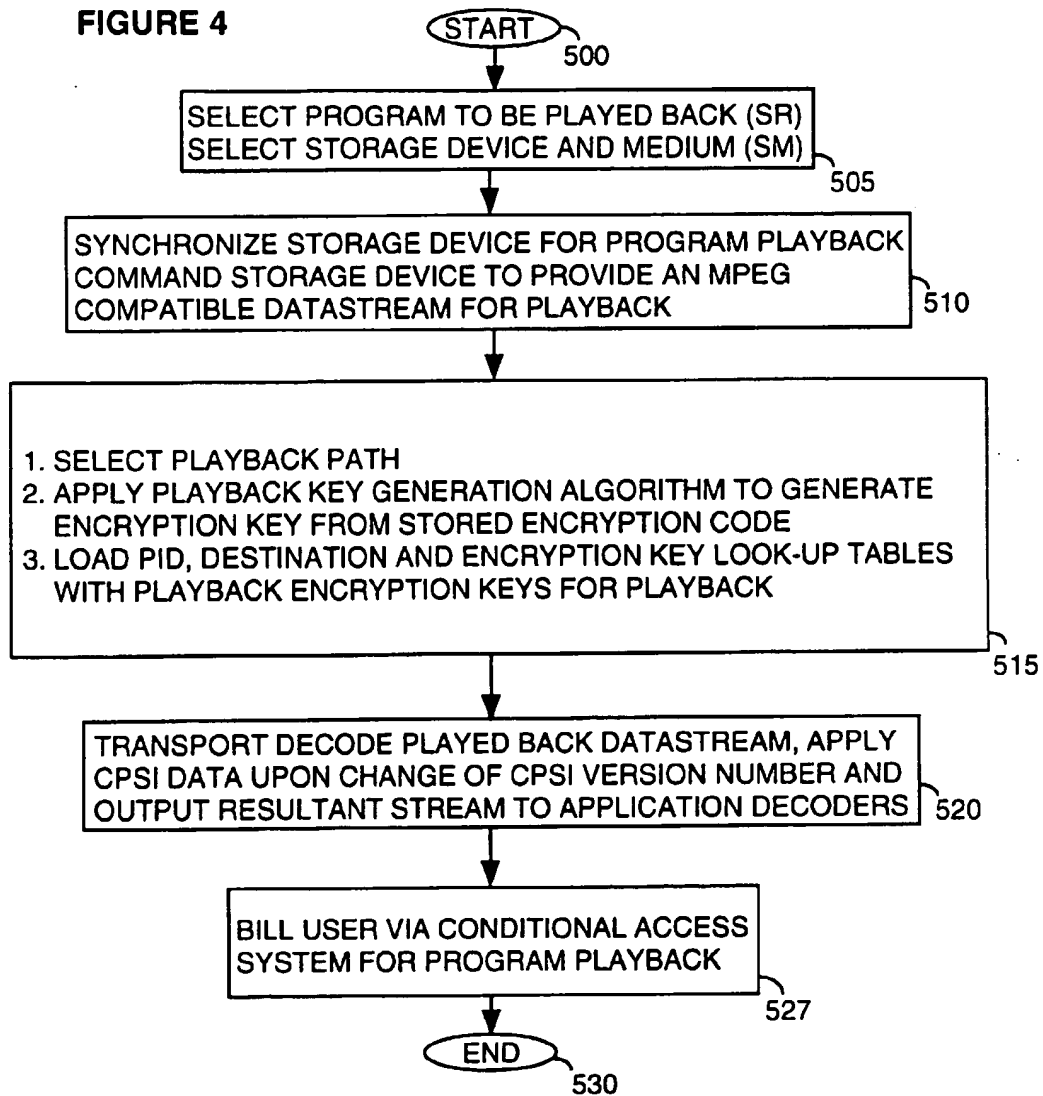 FIGURE 4
START
500
SELECT PROGRAM TO BE PLAYED BACK (SR)
SELECT STORAGE DEVICE AND MEDIUM (SM)
505
SYNCHRONIZE STORAGE DEVICE FOR PROGRAM PLAYBACK
COMMAND STORAGE DEVICE TO PROVIDE AN MPEG
COMPATIBLE DATASTREAM FOR PLAYBACK
510
1. SELECT PLAYBACK PATH
2. APPLY PLAYBACK KEY GENERATION ALGORITHM TO GENERATE
ENCRYPTION KEY FROM STORED ENCRYPTION CODE
3. LOAD PID, DESTINATION AND ENCRYPTION KEY LOOK-UP TABLES
WITH PLAYBACK ENCRYPTION KEYS FOR PLAYBACK
515
TRANSPORT DECODE PLAYED BACK DATASTREAM, APPLY
CPSI DATA UPON CHANGE OF CPSI VERSION NUMBER AND
OUTPUT RESULTANT STREAM TO APPLICATION DECODERS
520
BILL USER VIA CONDITIONAL ACCESS
SYSTEM FOR PROGRAM PLAYBACK
527
END
530